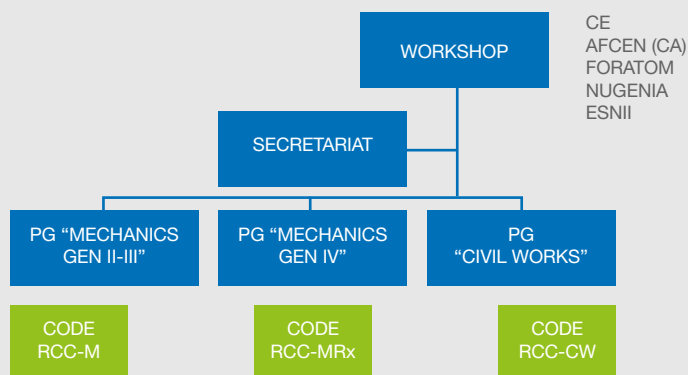 WORKSHOP
CE
AFCEN (CA)
FORATOM
NUGENIA
ESNII
SECRETARIAT
PG “MECHANICS
GEN II-III”
PG “MECHANICS
GEN IV”
PG
“CIVIL WORKS”
CODE
RCC-M
CODE
RCC-MRx
CODE
RCC-CW